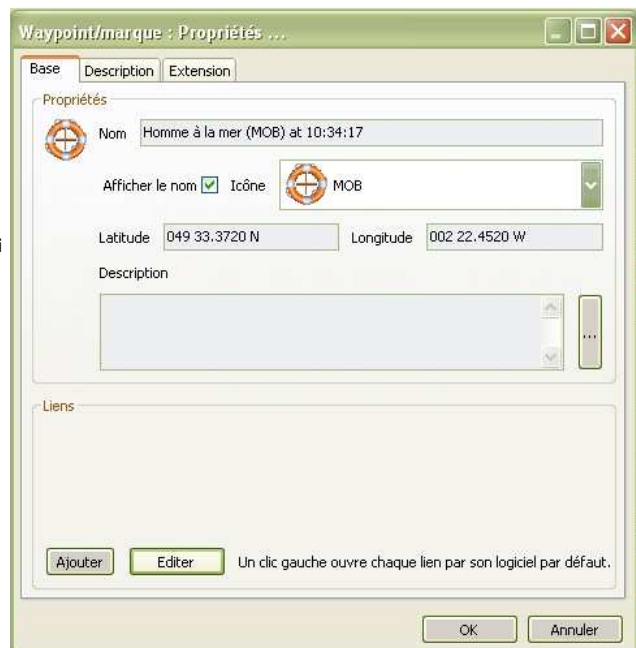 Waypoint/marque : Propriétés ...
Base Description Extension
Propriétés
Nom Homme à la mer (MOB) at 10:34:17
Afficher le nom Icône MOB
i
Latitude 049 33.3720 N Longitude 002 22.4520 W
Description
...
Liens
Ajouter Editer Un clic gauche ouvre chaque lien par son logiciel par défaut.
OK Annuler